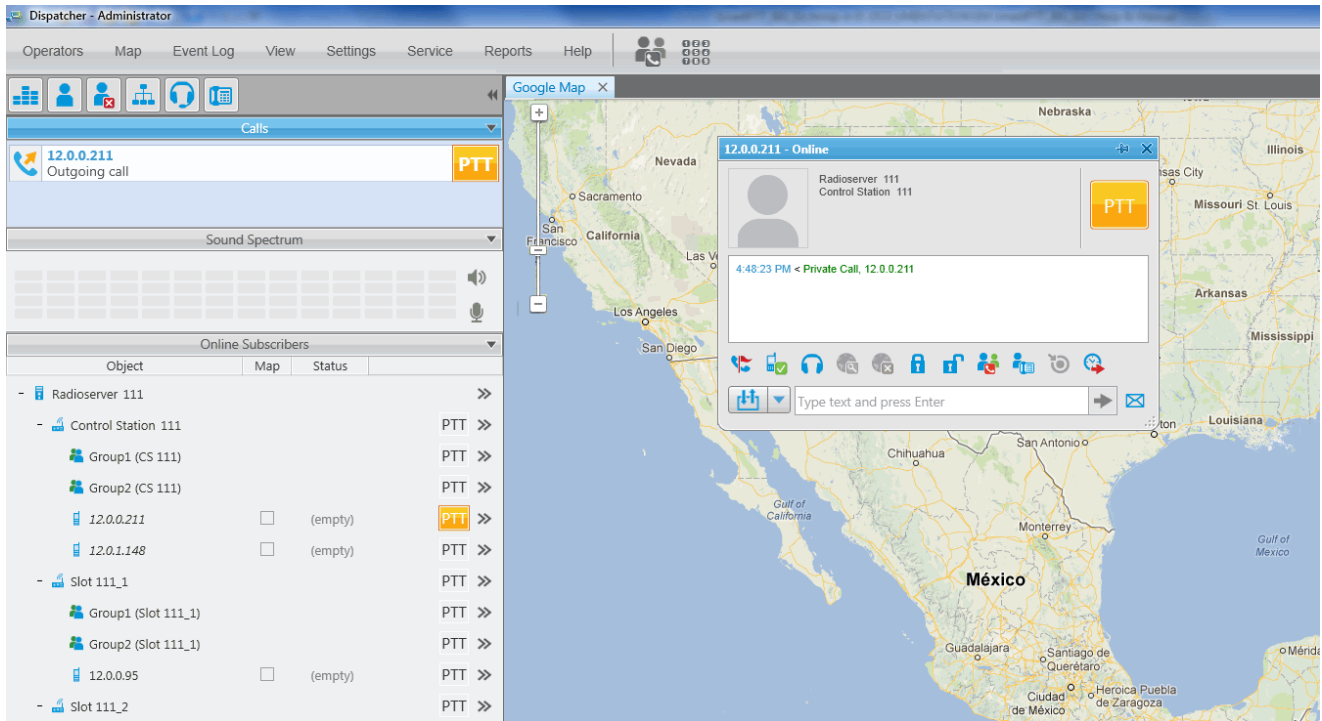 Dispatcher - Administrator
Operators Map Event Log View Settings Service Reports Help
Google Map
Calls
12.0.0.211
Outgoing call
PTT
Sound Spectrum
Online Subscribers
Object Map Status
- Radioserver 111
- Control Station 111 PTT
Group1 (CS 111) PTT
Group2 (CS 111) PTT
12.0.0.211 (empty) PTT
12.0.1.148 (empty) PTT
- Slot 111_1 PTT
Group1 (Slot 111_1) PTT
Group2 (Slot 111_1) PTT
12.0.0.95 (empty) PTT
- Slot 111_2 PTT
12.0.0.211 - Online
Radioserver 111
Control Station 111
PTT
4:48:23 PM < Private Call, 12.0.0.211
Type text and press Enter
Nebraska
Nevada
Illinois
sas City
Sacramento
Missouri St. Louis
San
Francisco
California
Las V
Arkansas
Los Angeles
Mississippi
San Diego
ton
Louisiana
San Antonio
Chihuahua
Gulf of
California
Monterrey
Gulf of
Mexico
México
Guadalajara
Santiago de
Querétaro
Mérida
Ciudad
de México
Heroica Puebla
de Zaragoza